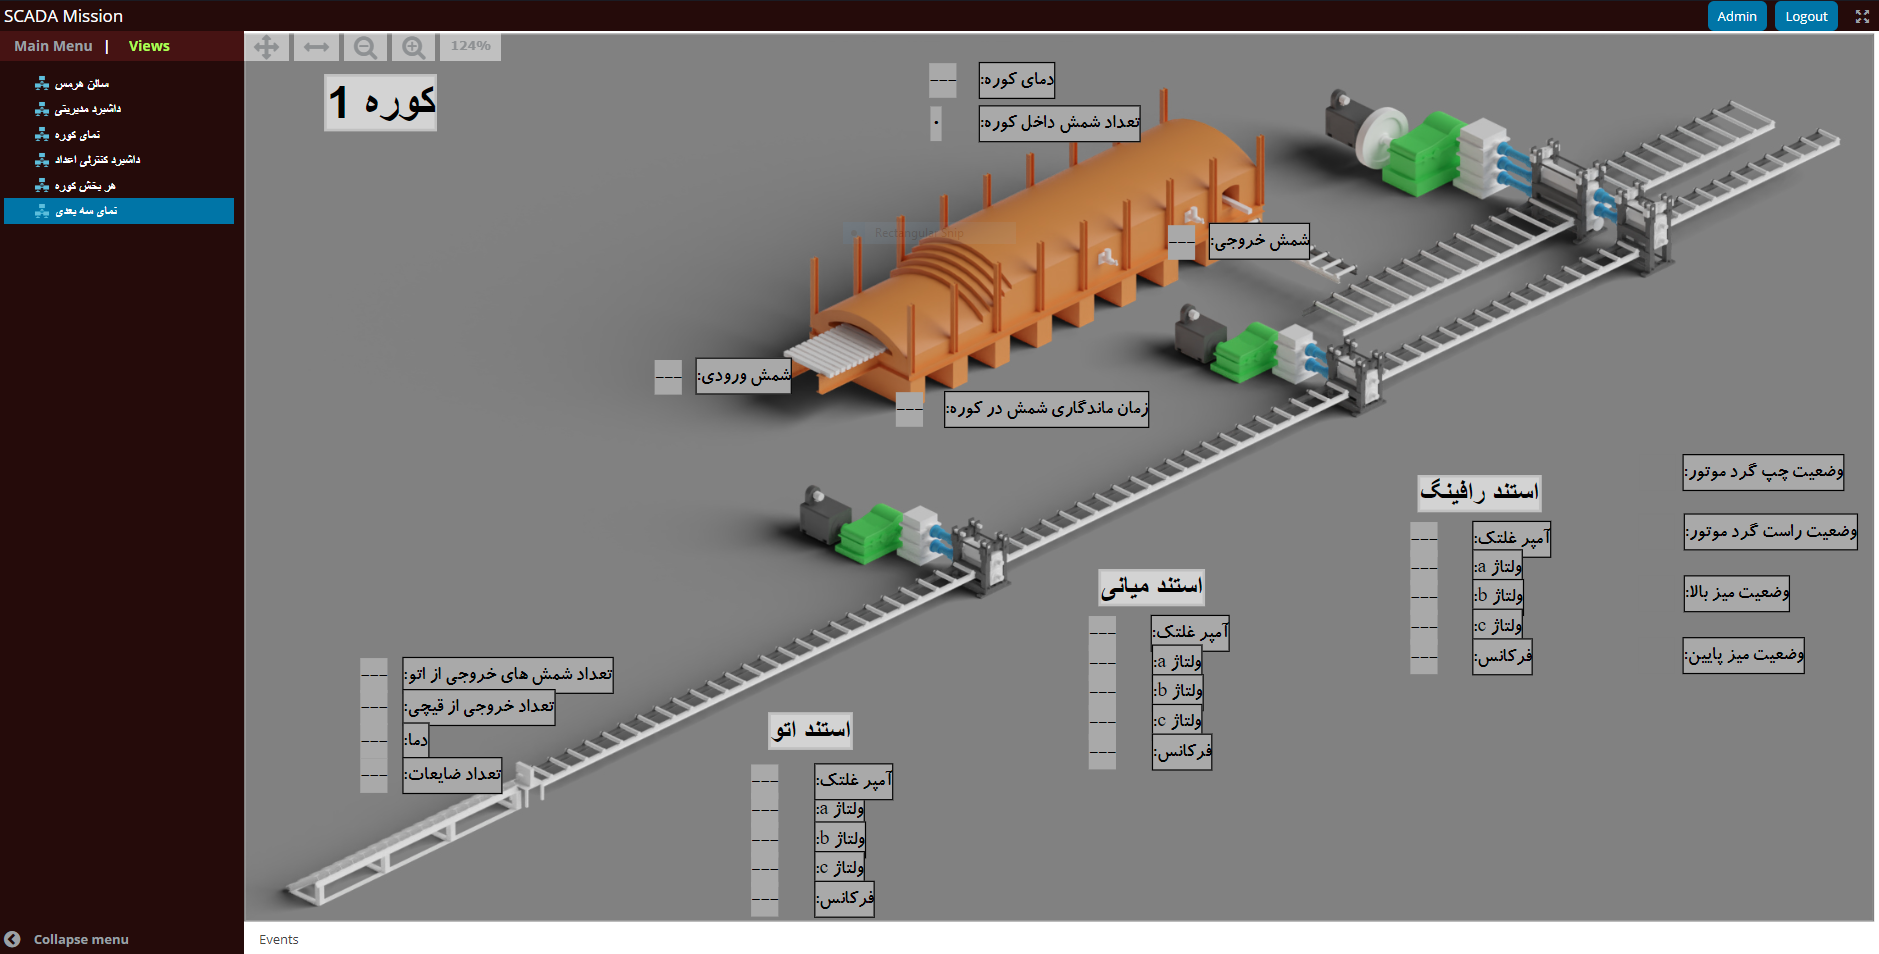 SCADA Mission
Admin
Logout
Main Menu | Views
124%
سالن هرمس
داشبرد مدیریتی
نمای کوره
داشبرد کنترلی اعداد
هر بخش کوره
نمای سه بعدی
کوره 1
دمای کوره: ---
تعداد شمش داخل کوره: ۰
Rectangular Snip
شمش خروجی: ---
شمش ورودی: ---
زمان ماندگاری شمش در کوره: ---
استند رافینگ
آمپر غلتک: ---
ولتاژ a: ---
ولتاژ b: ---
ولتاژ c: ---
فرکانس: ---
وضعیت چپ گرد موتور:
وضعیت راست گرد موتور:
وضعیت میز بالا:
وضعیت میز پایین:
استند میانی
آمپر غلتک: ---
ولتاژ a: ---
ولتاژ b: ---
ولتاژ c: ---
فرکانس: ---
تعداد شمش های خروجی از اتو: ---
تعداد خروجی از قیچی: ---
دما: ---
تعداد ضایعات: ---
استند اتو
آمپر غلتک: ---
ولتاژ a: ---
ولتاژ b: ---
ولتاژ c: ---
فرکانس: ---
Collapse menu
Events